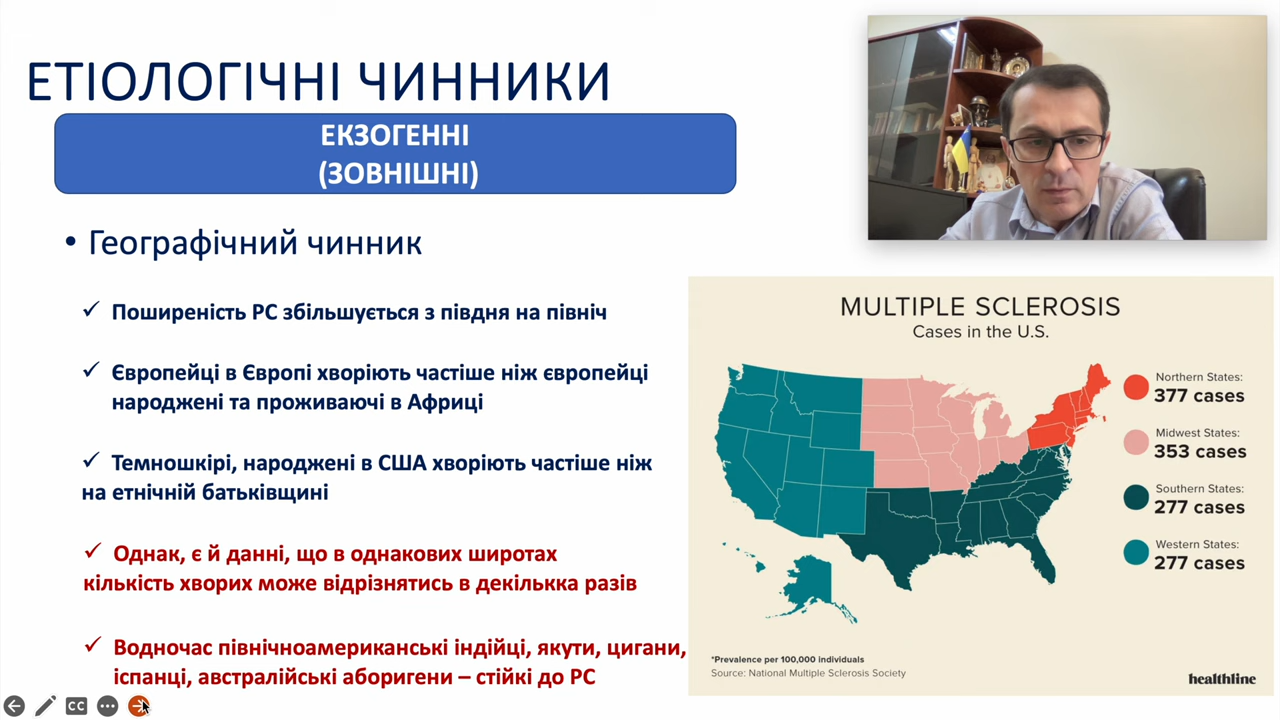 ЕТІОЛОГІЧНІ ЧИННИКИ
ЕКЗОГЕННІ
(ЗОВНІШНІ)
• Географічний чинник
✓ Поширеність РС збільшується з півдня на північ
✓ Європейці в Європі хворіють частіше ніж європейці
народжені та проживаючі в Африці
✓ Темношкірі, народжені в США хворіють частіше ніж
на етнічній батьківщині
✓ Однак, є й данні, що в однакових широтах
кількість хворих може відрізнятись в декількка разів
✓ Водночас північноамериканські індійці, якути, цигани,
іспанці, австралійські аборигени – стійкі до РС
MULTIPLE SCLEROSIS
Cases in the U.S.
Northern States:
377 cases
Midwest States:
353 cases
Southern States:
277 cases
Western States:
277 cases
*Prevalence per 100,000 individuals
Source: National Multiple Sclerosis Society
healthline
CC